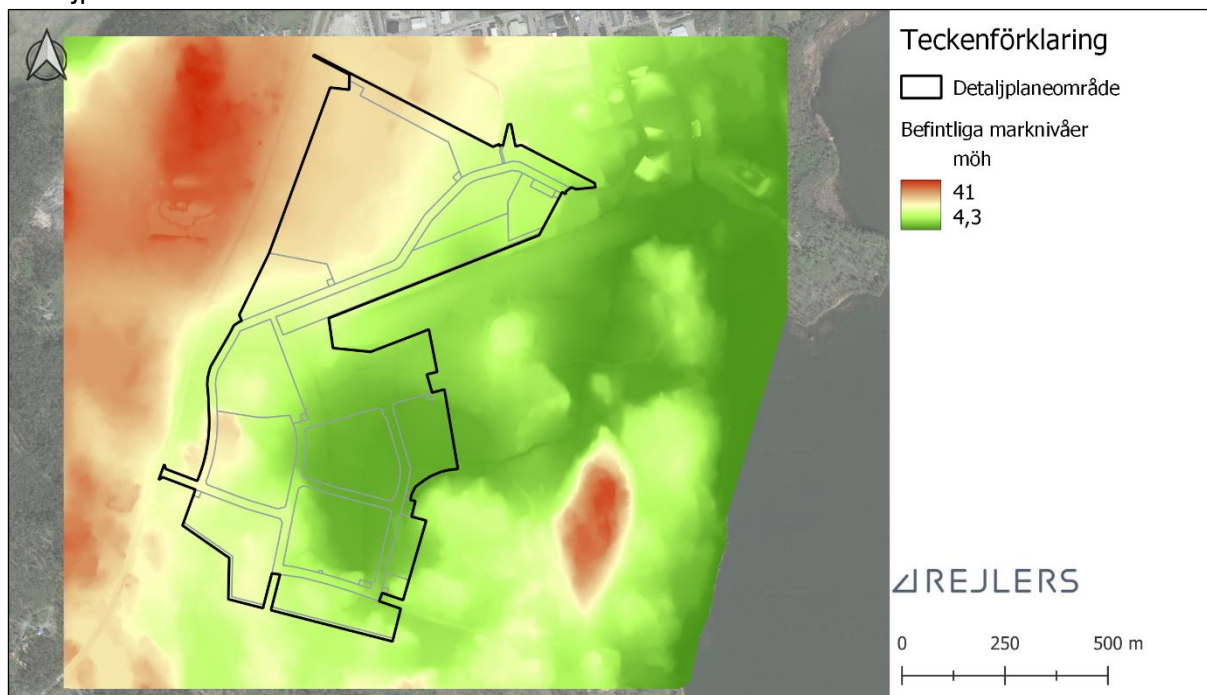 Teckenförklaring
Detaljplaneområde
Befintliga marknivåer
möh
41
4,3
REJLERS
0 250 500 m